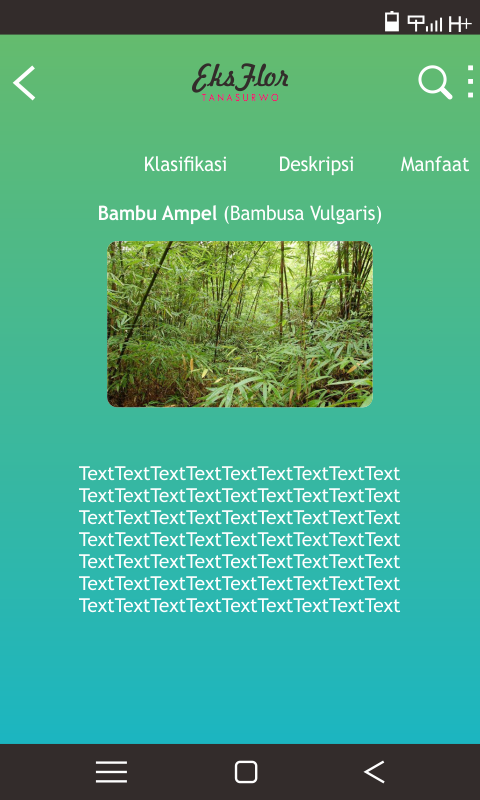 H+
EksFlor
TANASURWO
Klasifikasi Deskripsi Manfaat
Bambu Ampel (Bambusa Vulgaris)
TextTextTextTextTextTextTextTextText
TextTextTextTextTextTextTextTextText
TextTextTextTextTextTextTextTextText
TextTextTextTextTextTextTextTextText
TextTextTextTextTextTextTextTextText
TextTextTextTextTextTextTextTextText
TextTextTextTextTextTextTextTextText